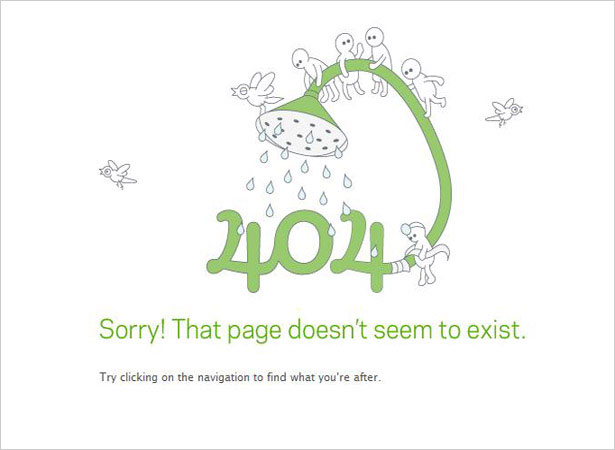 404
Sorry! That page doesn't seem to exist.
Try clicking on the navigation to find what you're after.